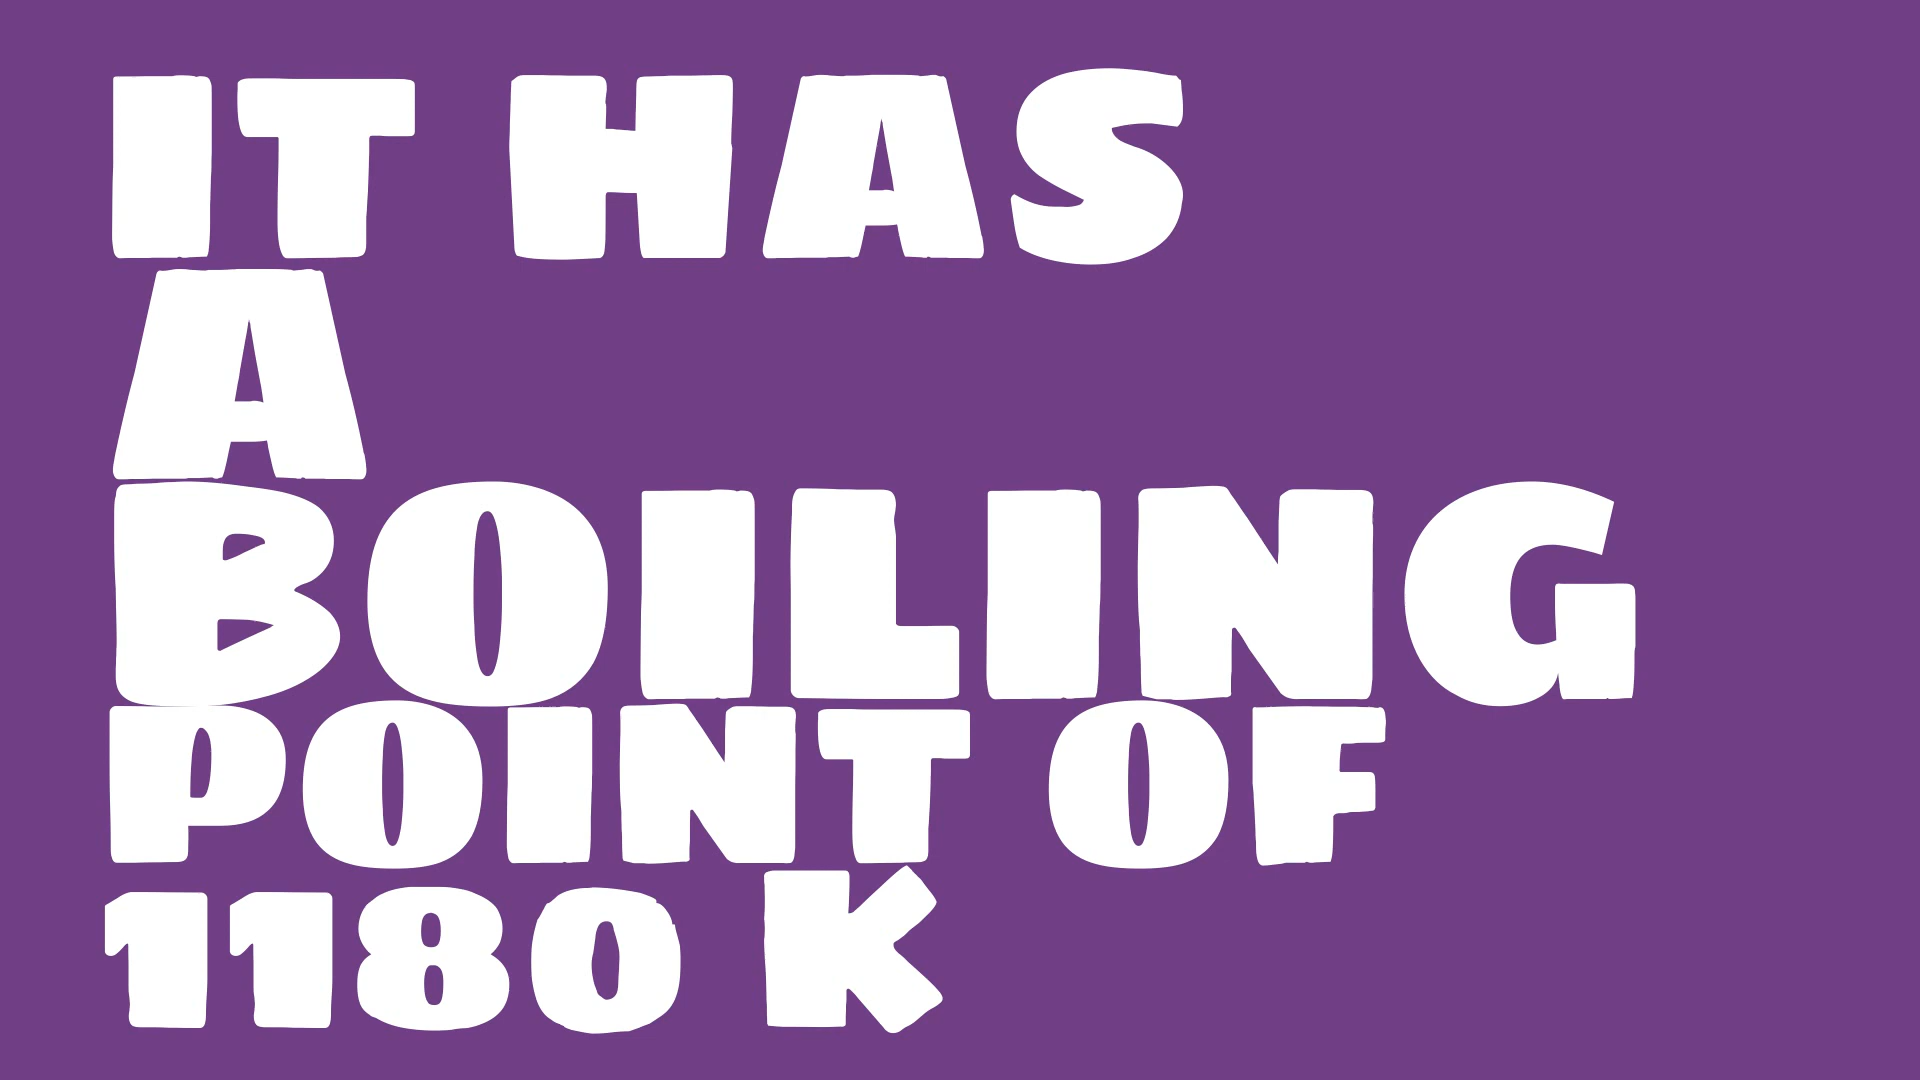 IT HAS
A
BOILING
POINT OF
1180 K